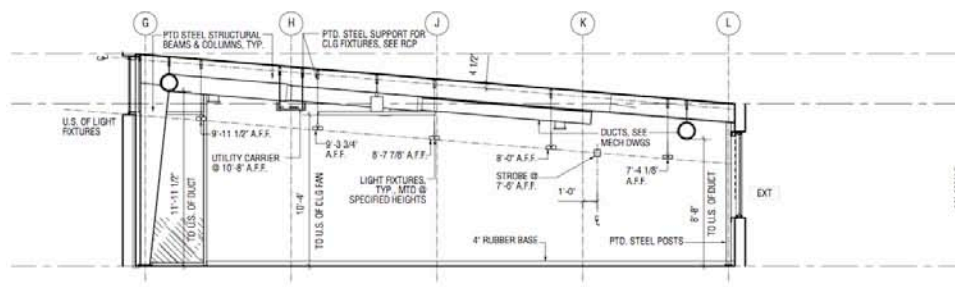 G
H
J
K
L
PTD STEEL STRUCTURAL
BEAMS & COLUMNS, TYP.
PTD. STEEL SUPPORT FOR
CLG FIXTURES, SEE RCP
4 1/2"
U.S. OF LIGHT
FIXTURES
9'-11 1/2" A.F.F.
UTILITY CARRIER
@ 10'-8" A.F.F.
9'-3 3/4"
A.F.F.
8'-7 7/8" A.F.F.
LIGHT FIXTURES,
TYP., MTD @
SPECIFIED HEIGHTS
8'-0" A.F.F.
STROBE @
7'-6" A.F.F.
1'-0"
DUCTS, SEE
MECH DWGS
7'-4 1/8"
A.F.F.
11'-11 1/2"
TO U.S. OF DUCT
10'-4"
TO U.S. OF CLG FAN
8'-8"
TO U.S. OF DUCT
EXT
4" RUBBER BASE
PTD. STEEL POSTS